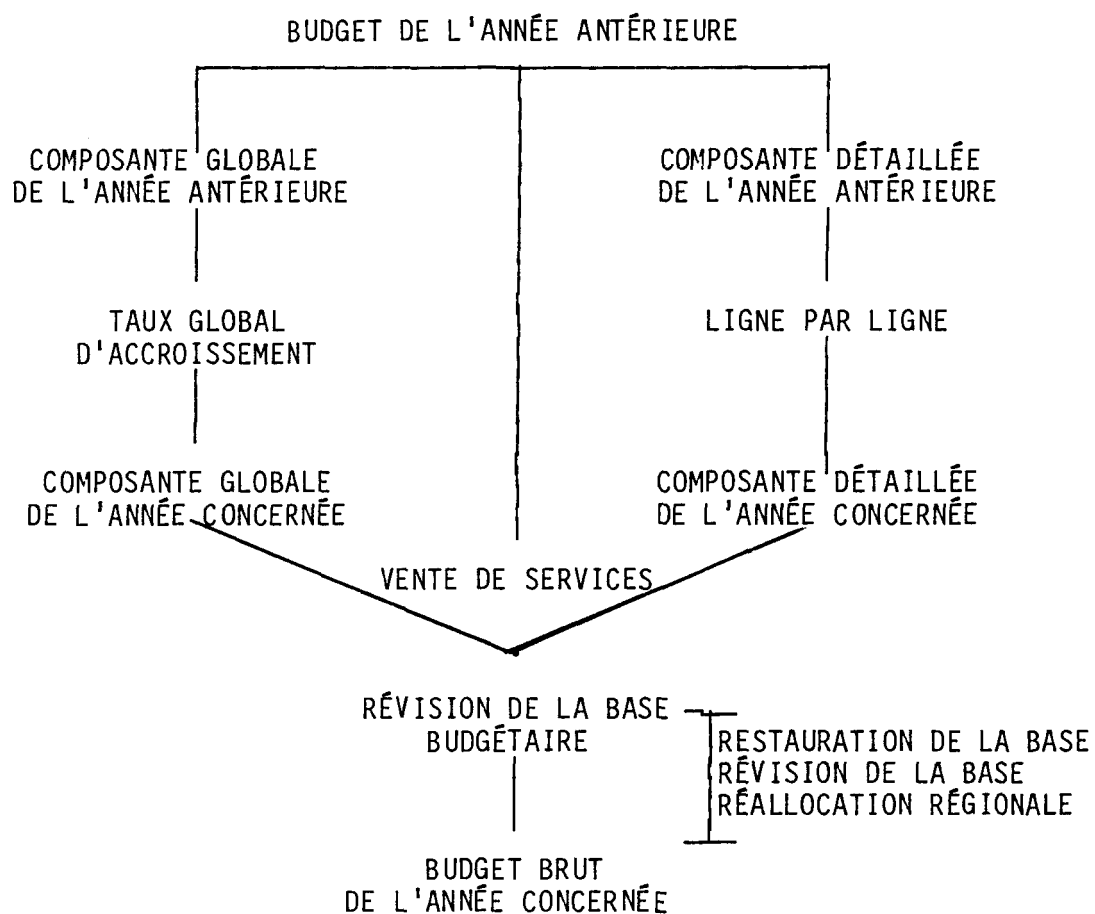 BUDGET DE L'ANNÉE ANTÉRIEURE
COMPOSANTE GLOBALE
DE L'ANNÉE ANTÉRIEURE
COMPOSANTE DÉTAILLÉE
DE L'ANNÉE ANTÉRIEURE
TAUX GLOBAL
D'ACCROISSEMENT
LIGNE PAR LIGNE
COMPOSANTE GLOBALE
DE L'ANNÉE CONCERNÉE
COMPOSANTE DÉTAILLÉE
DE L'ANNÉE CONCERNÉE
VENTE DE SERVICES
RÉVISION DE LA BASE
BUDGÉTAIRE
RESTAURATION DE LA BASE
RÉVISION DE LA BASE
RÉALLOCATION RÉGIONALE
BUDGET BRUT
DE L'ANNÉE CONCERNÉE